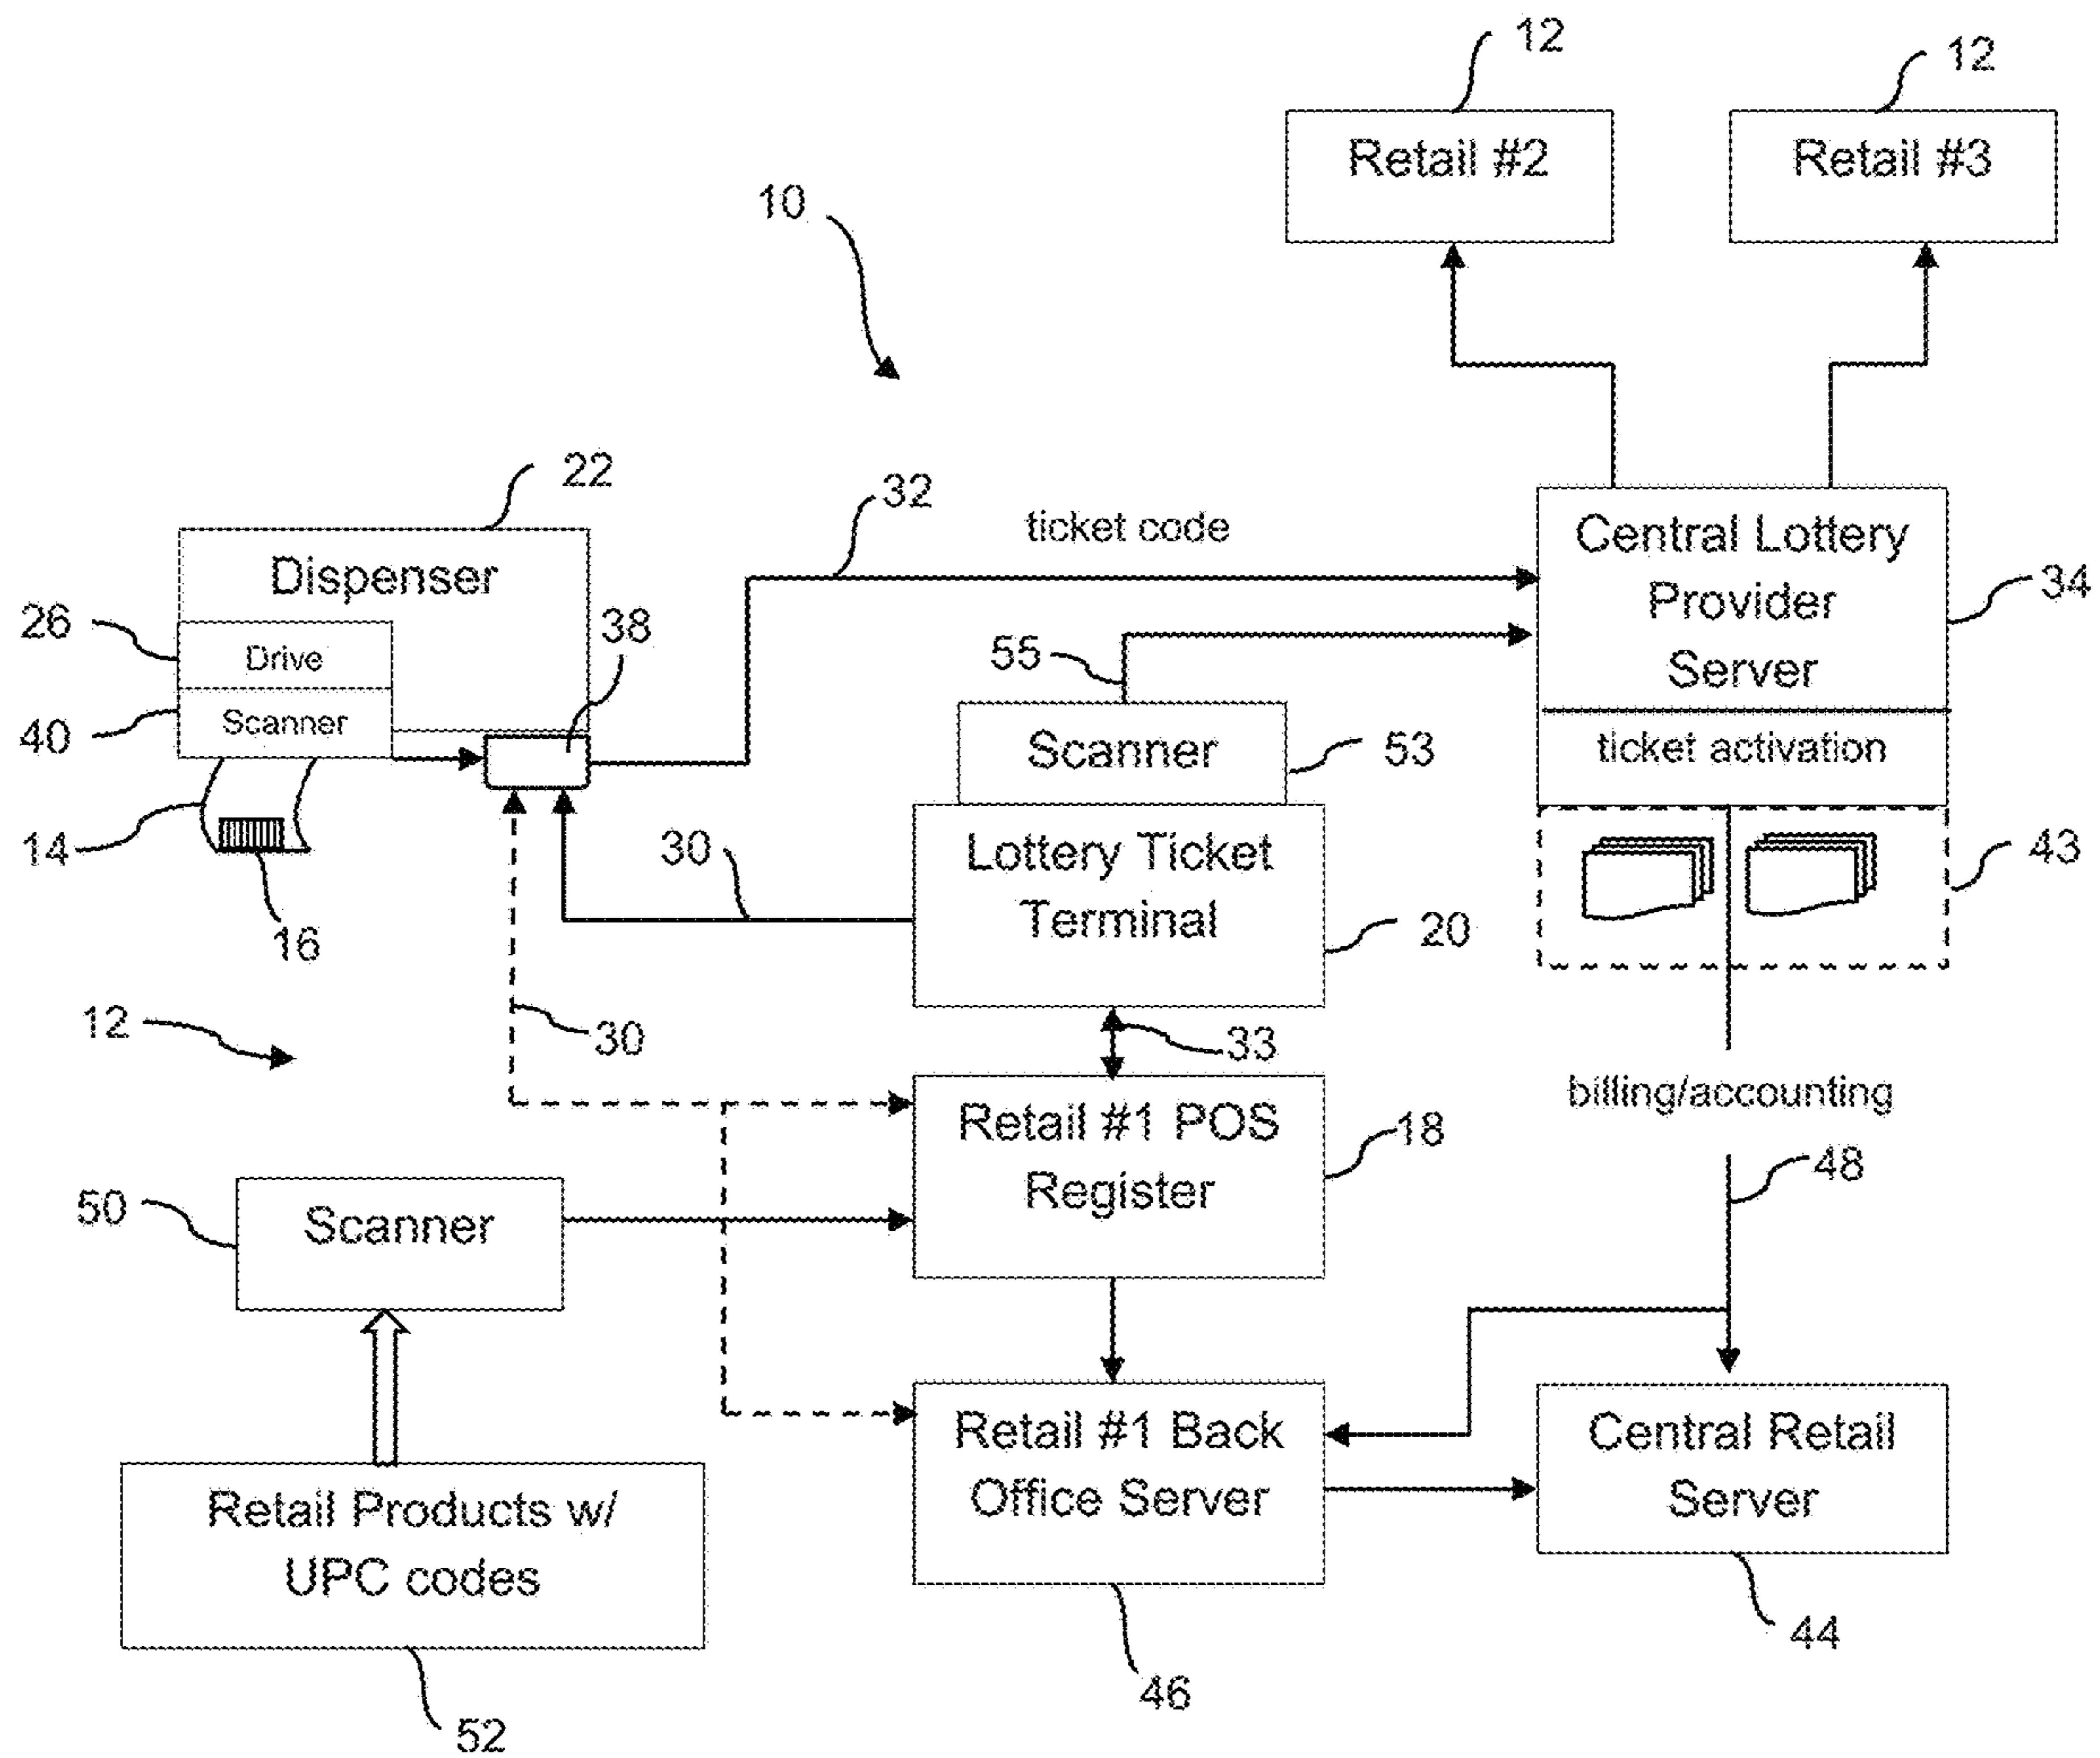 12
12
Retail #2
Retail #3
10
22
32
ticket code
Dispenser
Central Lottery
Provider
Server
34
26
Drive
38
55
40
Scanner
Scanner
53
ticket activation
14
16
30
Lottery Ticket
Terminal
20
43
12
30
33
billing/accounting
Retail #1 POS
Register
18
48
50
Scanner
Retail #1 Back
Office Server
Central Retail
Server
Retail Products w/
UPC codes
44
46
52